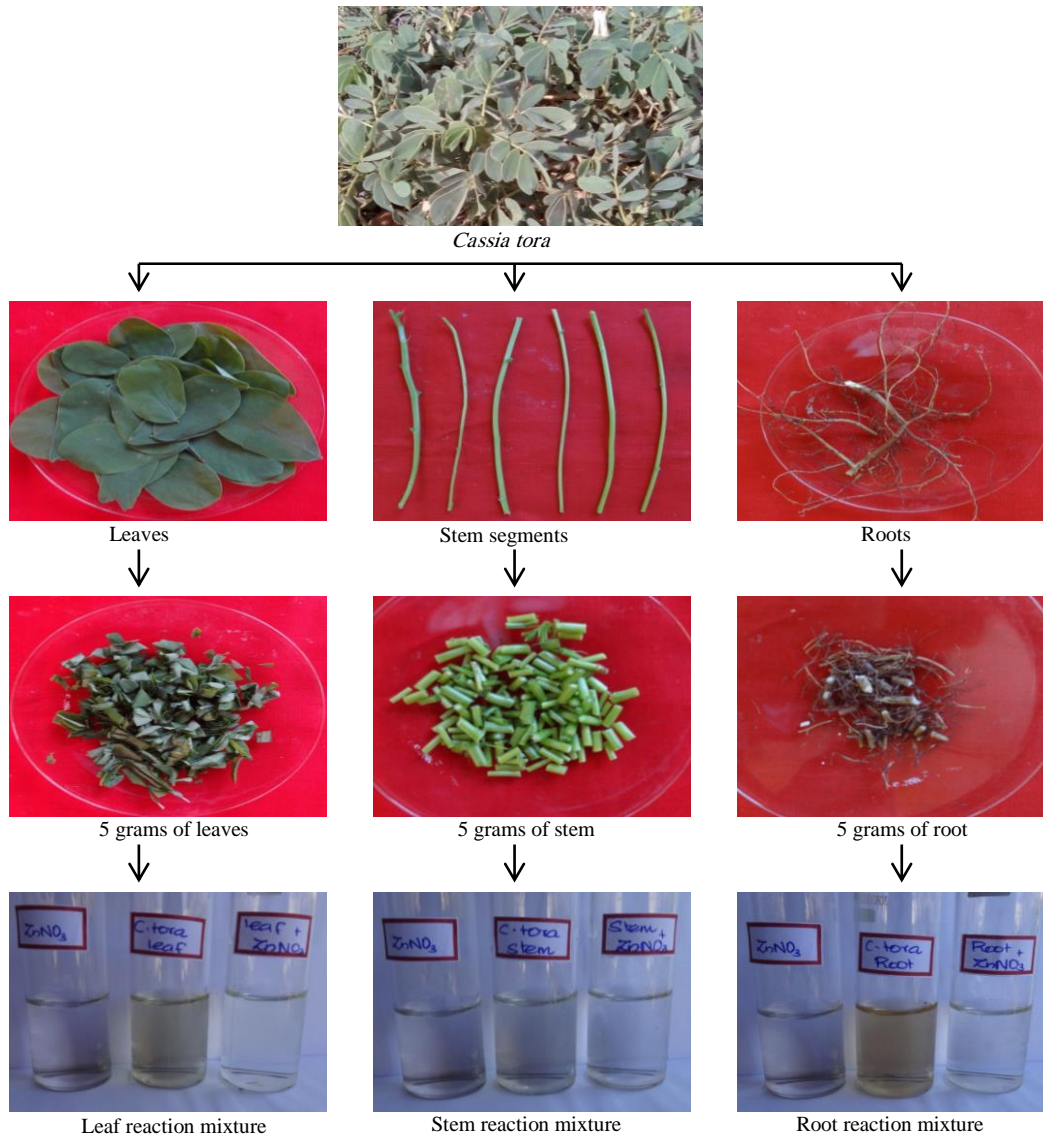 Cassia tora
Leaves
Stem segments
Roots
5 grams of leaves
5 grams of stem
5 grams of root
ZnNO₃
C.tora
leaf
leaf +
ZnNO₃
ZnNO₃
C.tora
Stem
Stem +
ZnNO₃
ZnNO₃
C.tora
Root
Root +
ZnNO₃
Leaf reaction mixture
Stem reaction mixture
Root reaction mixture